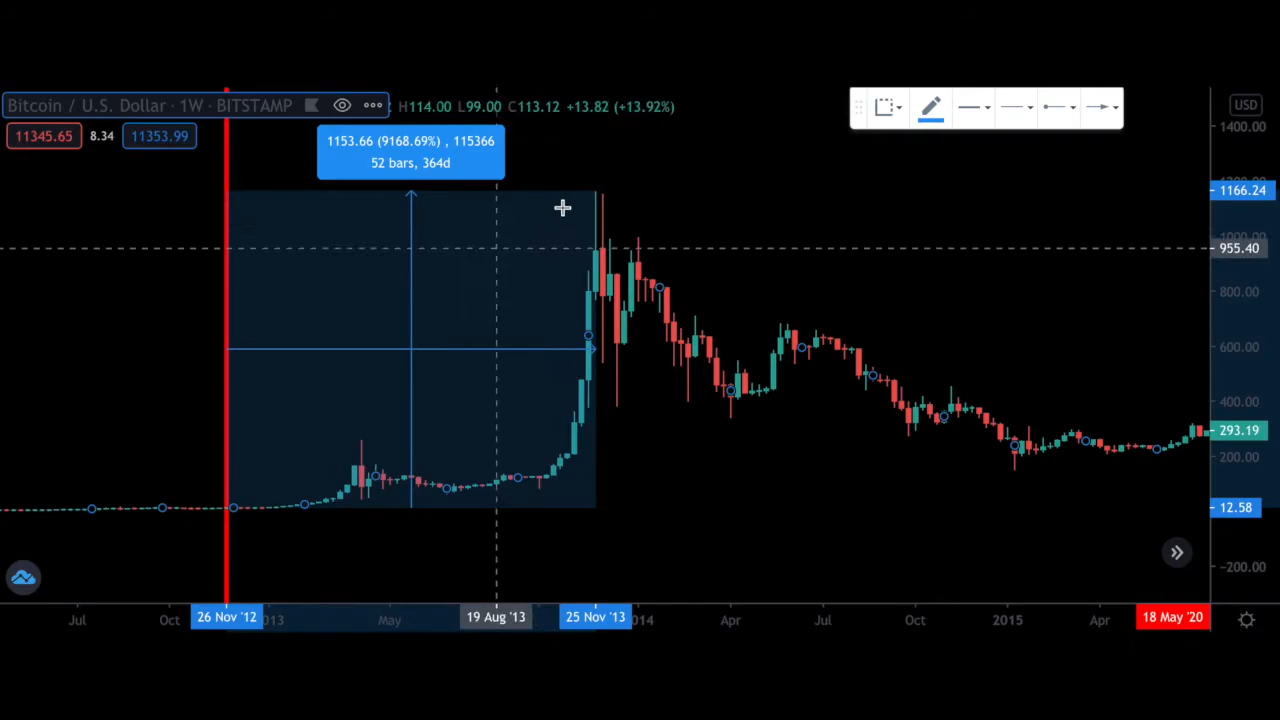 Bitcoin / U.S. Dollar · 1W · BITSTAMP H114.00 L99.00 C113.12 +13.82 (+13.92%)
USD
11345.65 8.34 11353.99
1400.00
1153.66 (9168.69%) , 115366
52 bars, 364d
1166.24
955.40
800.00
600.00
400.00
293.19
200.00
12.58
−200.00
Jul Oct 26 Nov '12 May 19 Aug '13 25 Nov '13 Apr Jul Oct 2015 Apr 18 May '20